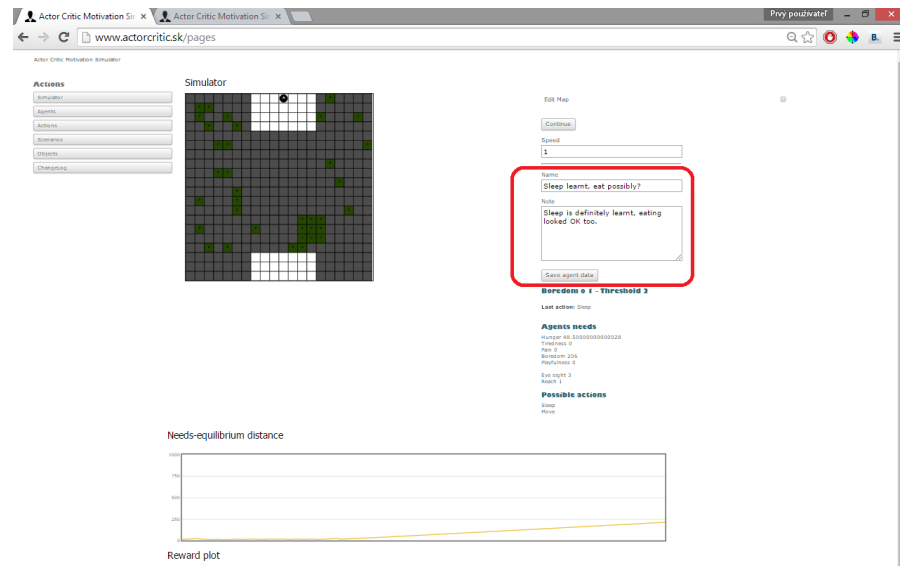 Actor Critic Motivation Sir
Actor Critic Motivation Sir
Prvý používateľ
www.actorcritic.sk/pages
Actor Critic Motivation Simulator
Actions
Simulator
Agents
Actions
Scenarios
Objects
ChangeLog
Simulator
Edit Map
Continue
Speed
1
Name
Sleep learnt, eat possibly?
Note
Sleep is definitely learnt, eating
looked OK too.
Save agent data
Boredom 0 1 - Threshold 2
Last action: Sleep
Agents needs
Hunger 48.50000000000028
Tiredness 0
Pain 0
Boredom 206
Playfulness 0
Eye sight 3
Reach 1
Possible actions
Sleep
Move
Needs-equilibrium distance
1000
750
500
250
0
Reward plot